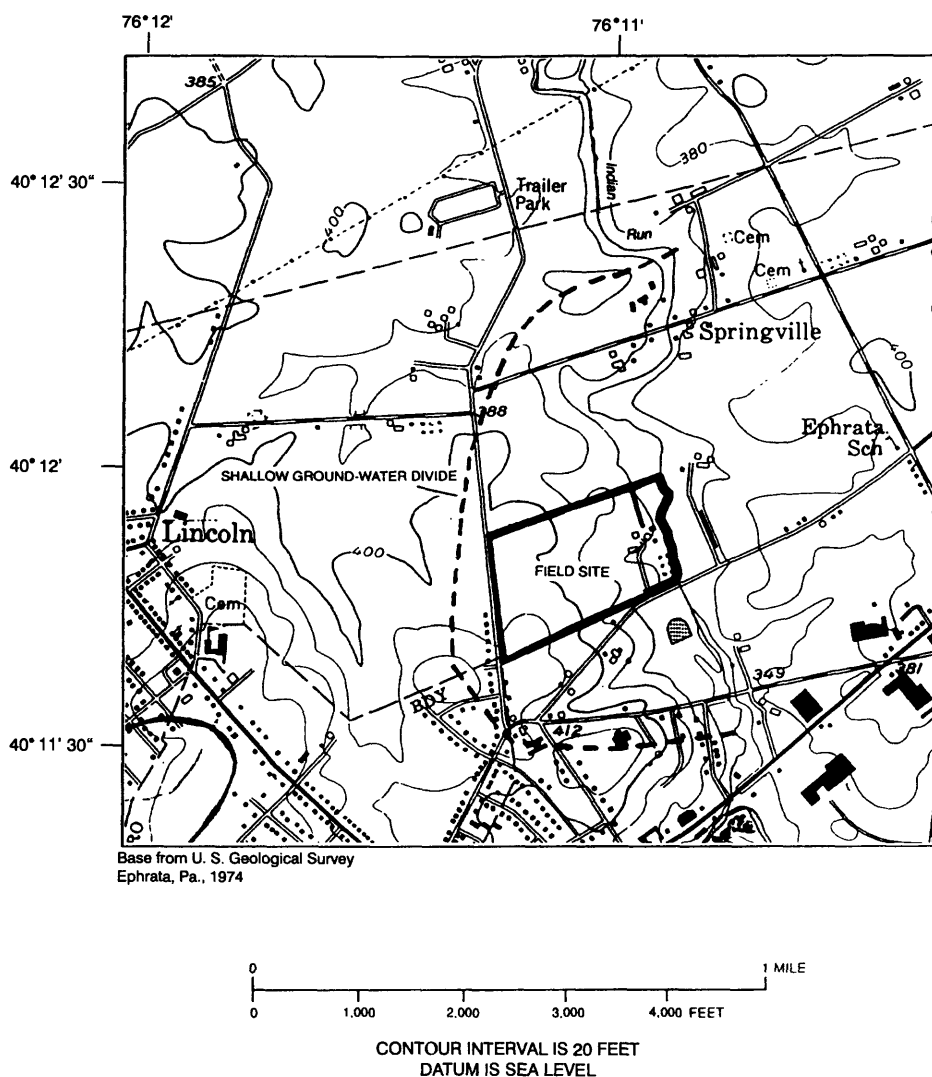 76° 12'
76° 11'
385
380
40° 12' 30"
Indian
Trailer
Park
400
Run
Cem
Cem
Springville
400
388
Ephrata
Sch
40° 12'
SHALLOW GROUND-WATER DIVIDE
Lincoln
400
FIELD SITE
Cem
BDY
349
381
412
40° 11' 30"
Base from U. S. Geological Survey
Ephrata, Pa., 1974
0
1 MILE
0
1,000
2,000
3,000
4,000 FEET
CONTOUR INTERVAL IS 20 FEET
DATUM IS SEA LEVEL